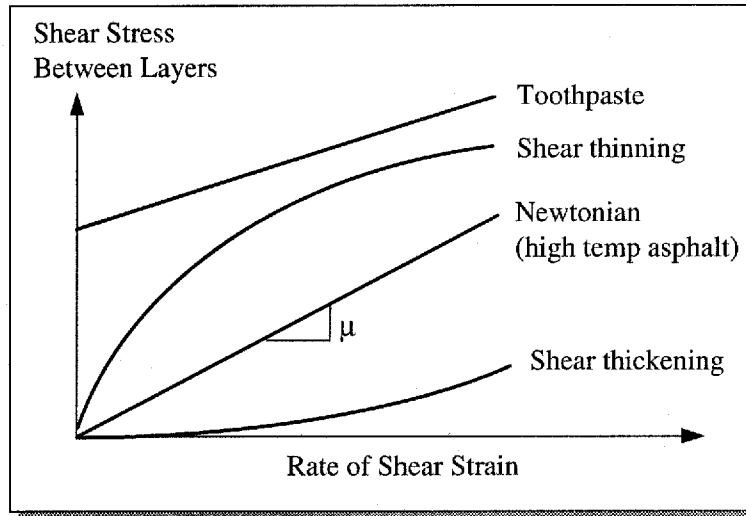 Shear Stress
Between Layers
Toothpaste
Shear thinning
Newtonian
(high temp asphalt)
μ
Shear thickening
Rate of Shear Strain